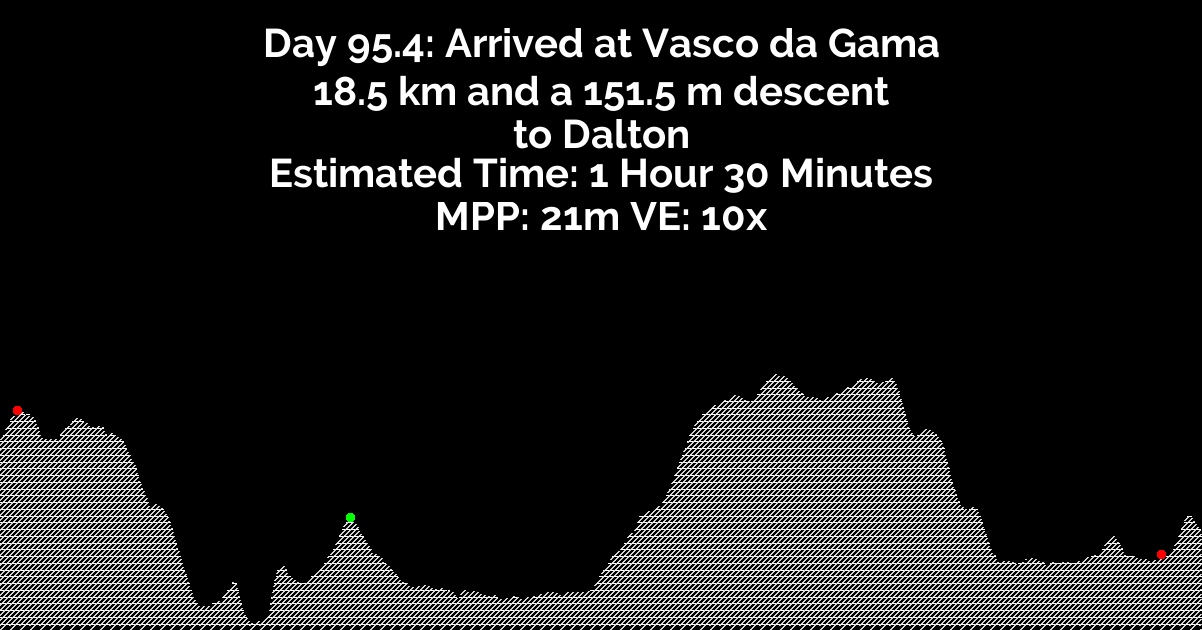 Day 95.4: Arrived at Vasco da Gama
18.5 km and a 151.5 m descent
to Dalton
Estimated Time: 1 Hour 30 Minutes
MPP: 21m VE: 10x